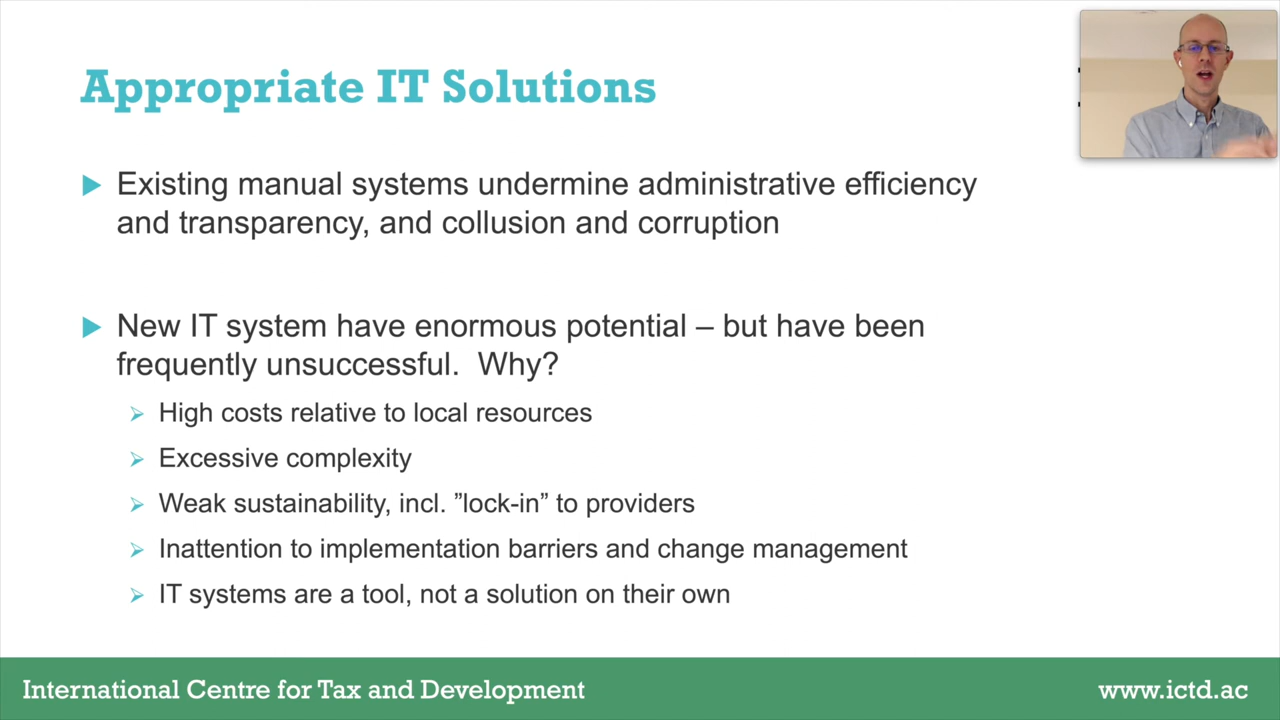 Appropriate IT Solutions
Existing manual systems undermine administrative efficiency
and transparency, and collusion and corruption
New IT system have enormous potential – but have been
frequently unsuccessful.  Why?
High costs relative to local resources
Excessive complexity
Weak sustainability, incl. ”lock-in” to providers
Inattention to implementation barriers and change management
IT systems are a tool, not a solution on their own
International Centre for Tax and Development
www.ictd.ac